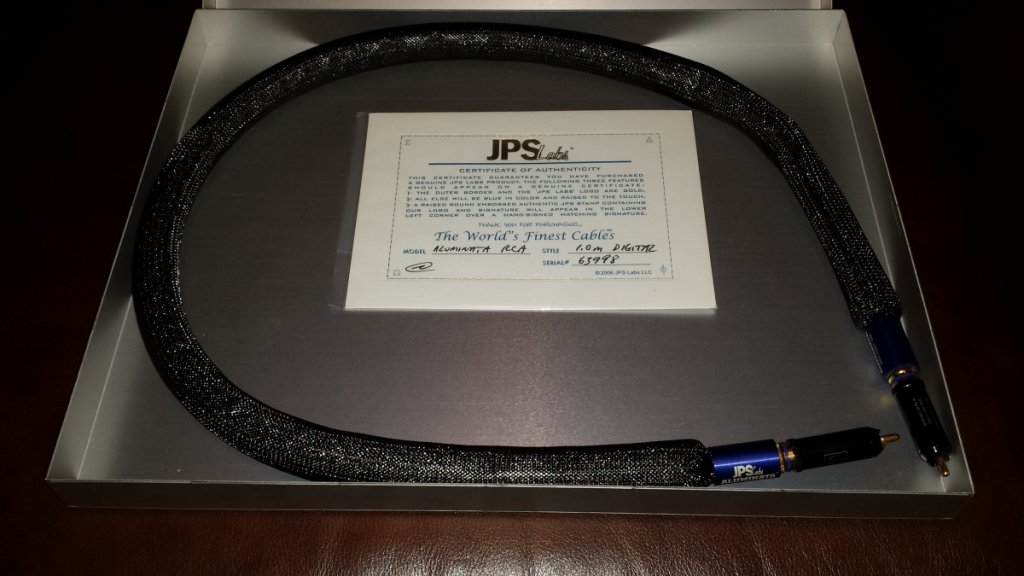 JPS Labs™
CERTIFICATE OF AUTHENTICITY
THIS CERTIFICATE GUARANTEES YOU HAVE PURCHASED
A GENUINE JPS LABS PRODUCT. THE FOLLOWING THREE FEATURES
SHOULD APPEAR ON A GENUINE CERTIFICATE:
1- THE OUTER BORDER AND THE 'JPS LABS' LOGO ARE GOLD;
2- ALL ELSE WILL BE BLUE IN COLOR AND RAISED TO THE TOUCH;
3-A RAISED ROUND EMBOSSED AUTHENTIC JPS STAMP CONTAINING
OUR LOGO AND SIGNATURE WILL APPEAR IN THE LOWER
LEFT CORNER OVER A HAND-SIGNED MATCHING SIGNATURE.
THANK YOU FOR PURCHASING...
The World's Finest Cables™
MODEL ALUMINATA RCA STYLE 1.0m DIGITAL
SERIAL# 63998
©2006 JPS Labs LLC
JPS Labs
ALUMINATA